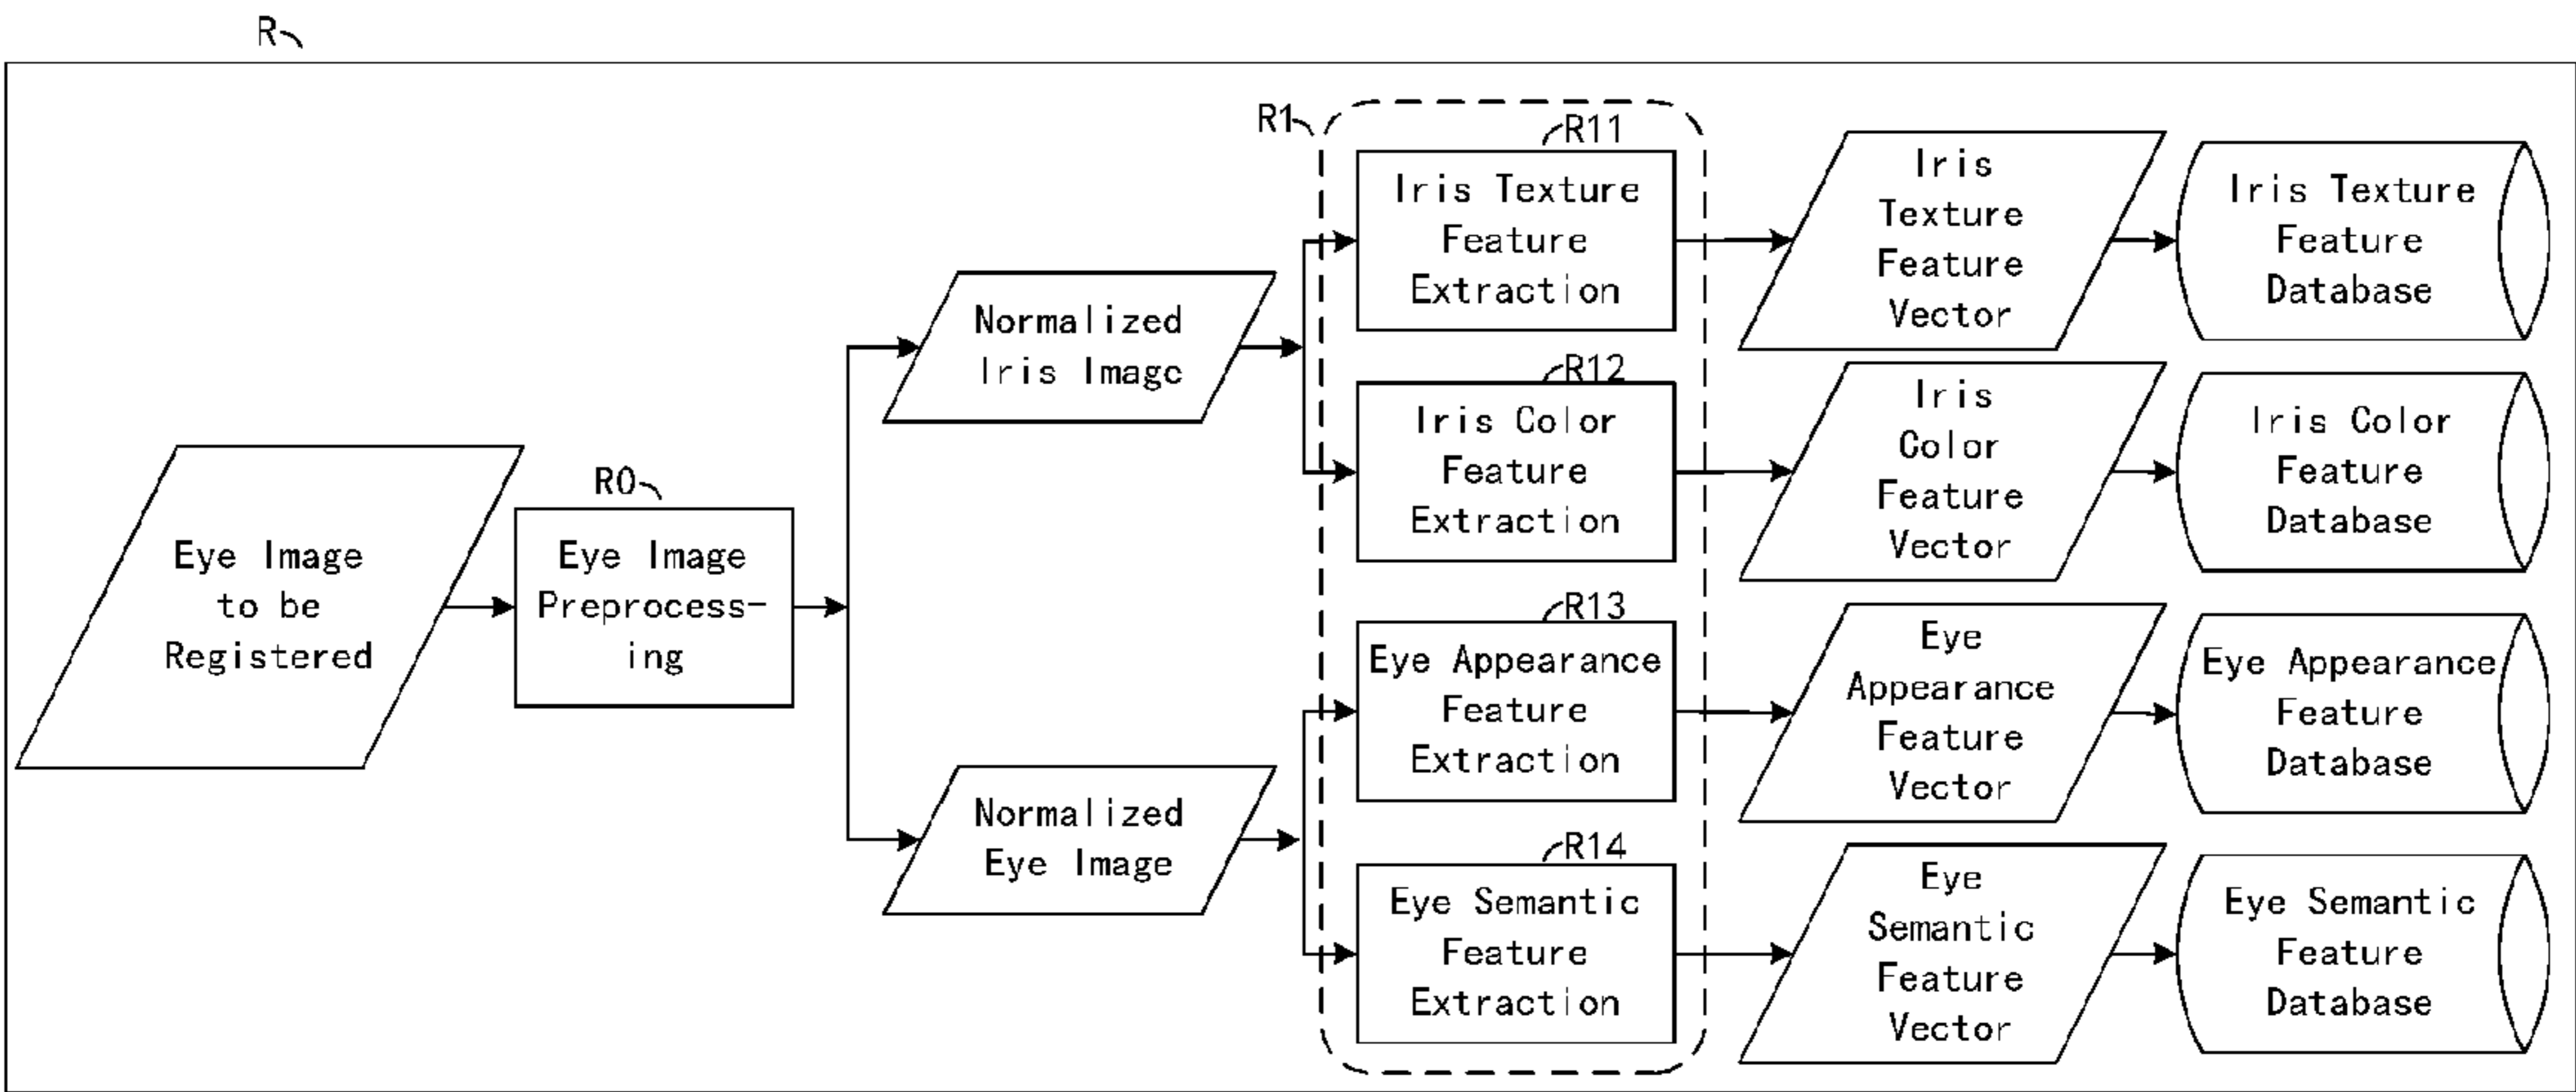 R
R1
R11
Iris Texture
Feature
Extraction
Iris
Texture
Feature
Vector
Iris Texture
Feature
Database
Normalized
Iris Image
R12
Iris Color
Feature
Extraction
Iris
Color
Feature
Vector
Iris Color
Feature
Database
Eye Image
to be
Registered
R0
Eye Image
Preprocess-
ing
R13
Eye Appearance
Feature
Extraction
Eye
Appearance
Feature
Vector
Eye Appearance
Feature
Database
Normalized
Eye Image
R14
Eye Semantic
Feature
Extraction
Eye
Semantic
Feature
Vector
Eye Semantic
Feature
Database